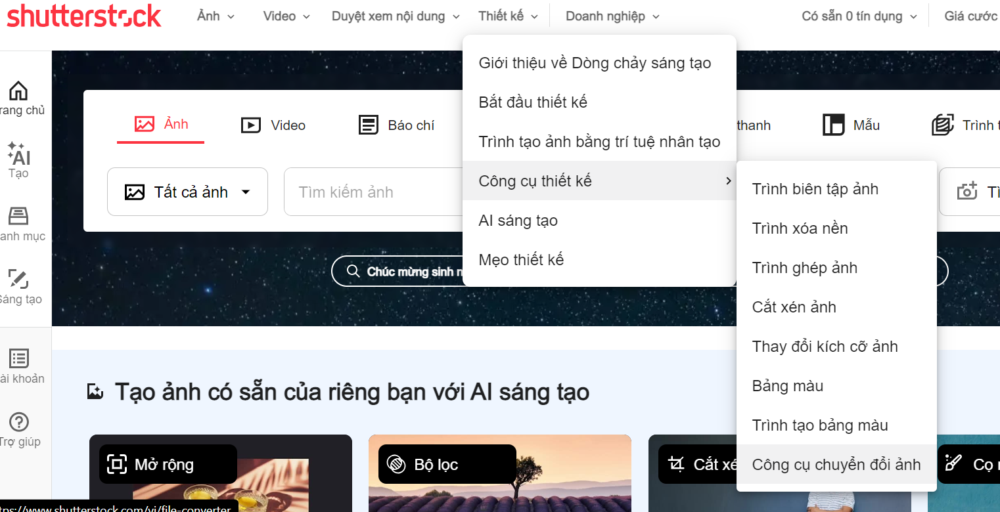 shutterstock
Ảnh
Video
Duyệt xem nội dung
Thiết kế
Doanh nghiệp
Có sẵn 0 tín dụng
Giá cước
Giới thiệu về Dòng chảy sáng tạo
Bắt đầu thiết kế
Trình tạo ảnh bằng trí tuệ nhân tạo
Công cụ thiết kế
AI sáng tạo
Mẹo thiết kế
Trình biên tập ảnh
Trình xóa nền
Trình ghép ảnh
Cắt xén ảnh
Thay đổi kích cỡ ảnh
Bảng màu
Trình tạo bảng màu
Công cụ chuyển đổi ảnh
rang chủ
AI
Tạo
anh mục
Sáng tạo
ài khoản
Trợ giúp
Ảnh
Video
Báo chí
thanh
Mẫu
Trình
Tất cả ảnh
Tìm kiếm ảnh
Chúc mừng sinh
Tạo ảnh có sẵn của riêng bạn với AI sáng tạo
Mở rộng
Bộ lọc
Cắt xé
Cọ
tps://www.shutterstock.com/vi/file-converter